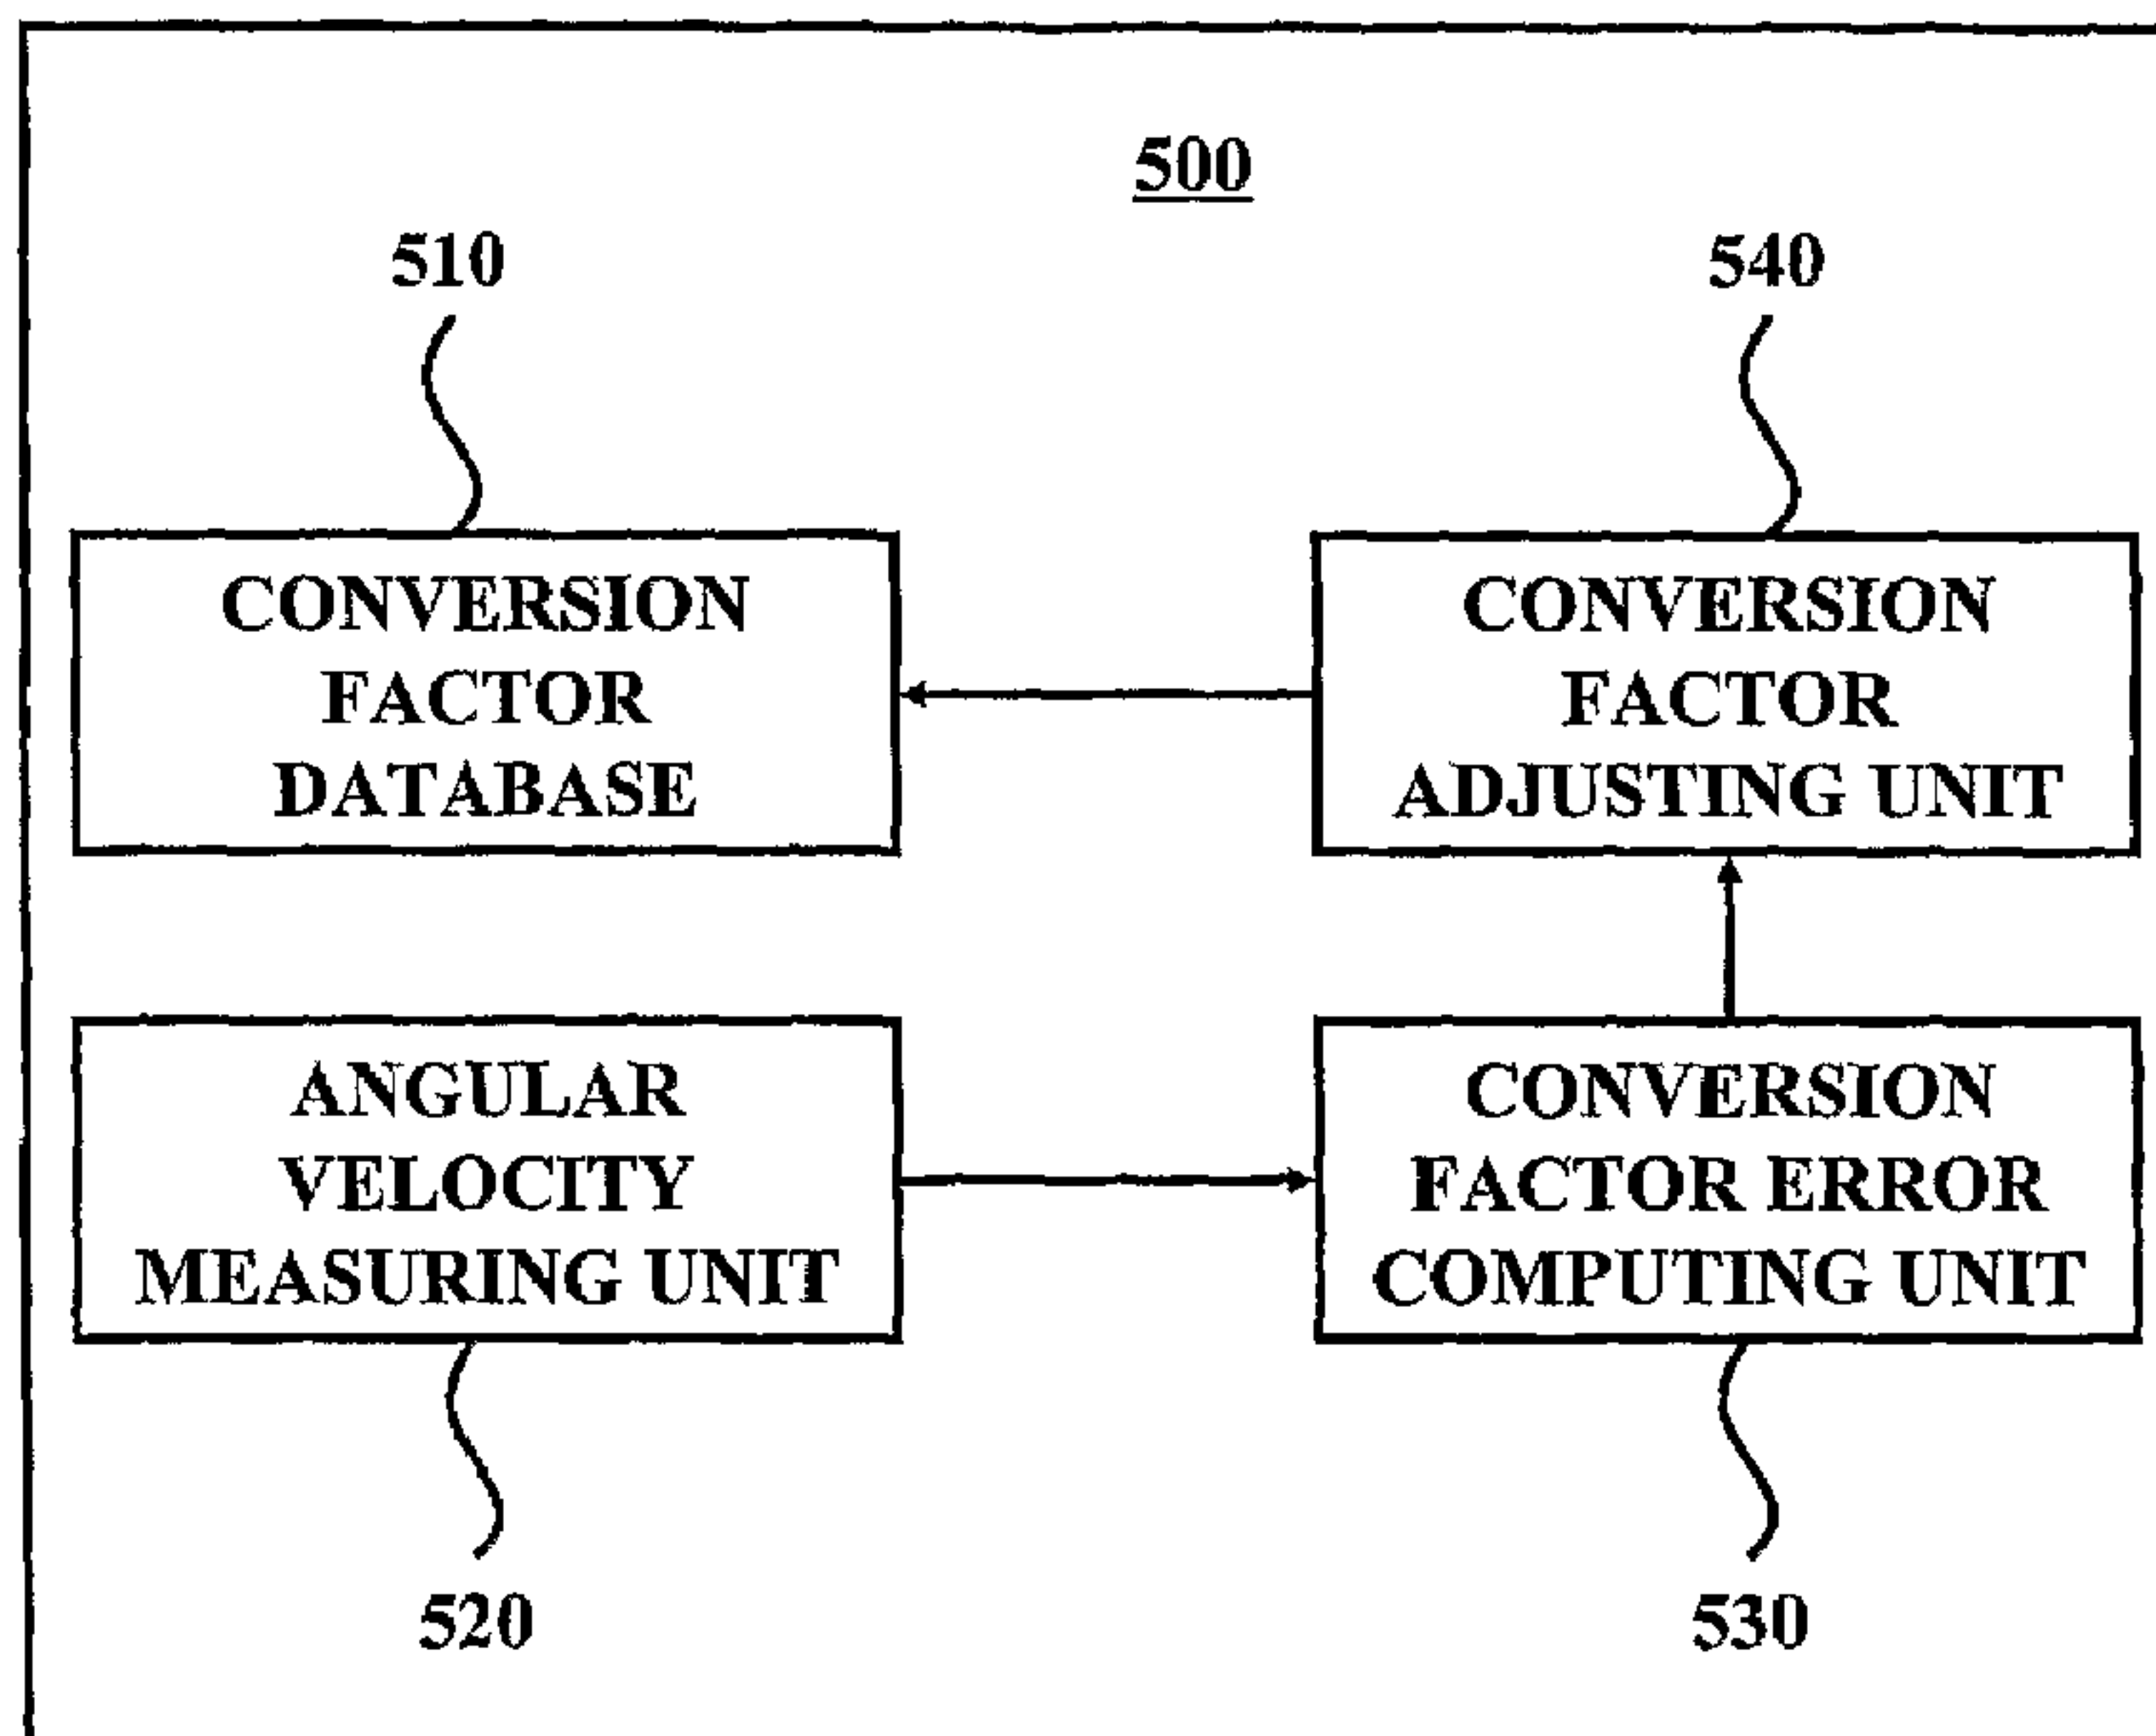 500
510
540
CONVERSION
FACTOR
DATABASE
CONVERSION
FACTOR
ADJUSTING UNIT
ANGULAR
VELOCITY
MEASURING UNIT
CONVERSION
FACTOR ERROR
COMPUTING UNIT
520
530